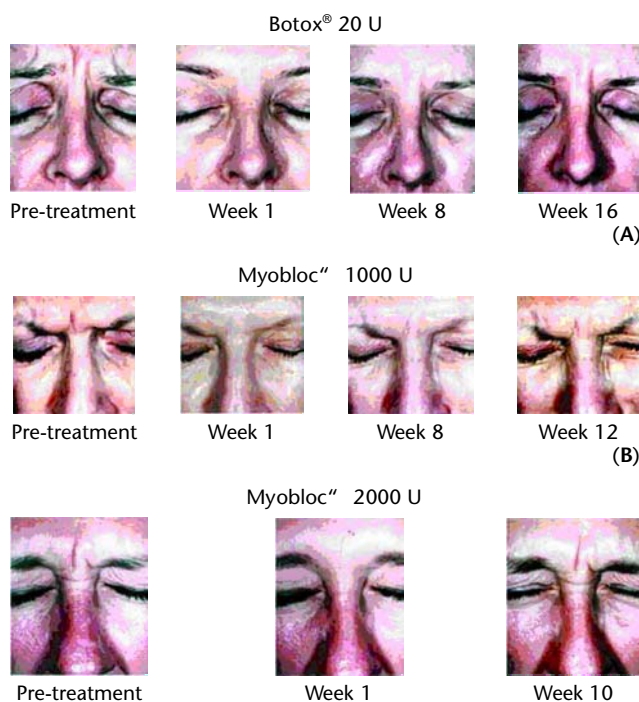 Botox® 20 U
Pre-treatment Week 1 Week 8 Week 16
(A)
Myobloc“ 1000 U
Pre-treatment Week 1 Week 8 Week 12
(B)
Myobloc“ 2000 U
Pre-treatment Week 1 Week 10